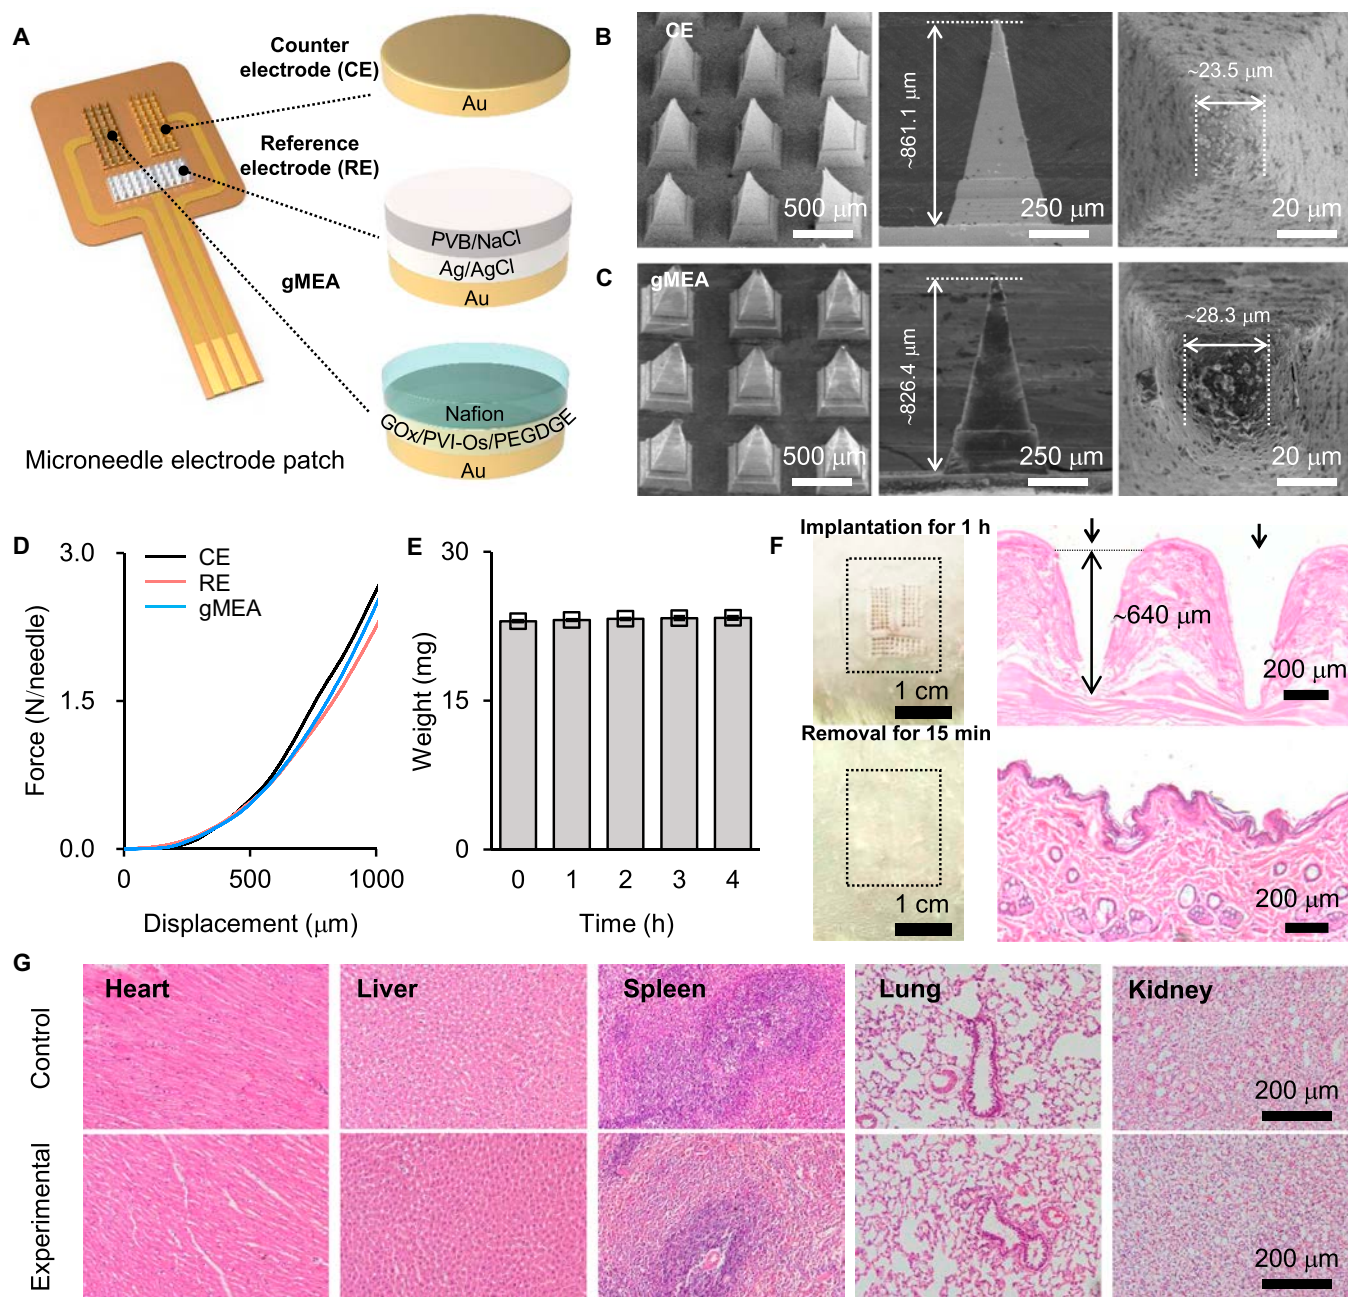 A
Counter
electrode (CE)
Au
Reference
electrode (RE)
PVB/NaCl
Ag/AgCl
Au
gMEA
Nafion
GOx/PVI-Os/PEGDGE
Au
Microneedle electrode patch
B
CE
500 μm
~861.1 μm
250 μm
~23.5 μm
20 μm
C
gMEA
500 μm
~826.4 μm
250 μm
~28.3 μm
20 μm
D
3.0
1.5
0.0
Force (N/needle)
CE
RE
gMEA
0
500
1000
Displacement (μm)
E
30
15
0
Weight (mg)
0 1 2 3 4
Time (h)
F
Implantation for 1 h
1 cm
~640 μm
200 μm
Removal for 15 min
1 cm
200 μm
G
Heart
Liver
Spleen
Lung
Kidney
Control
200 μm
Experimental
200 μm